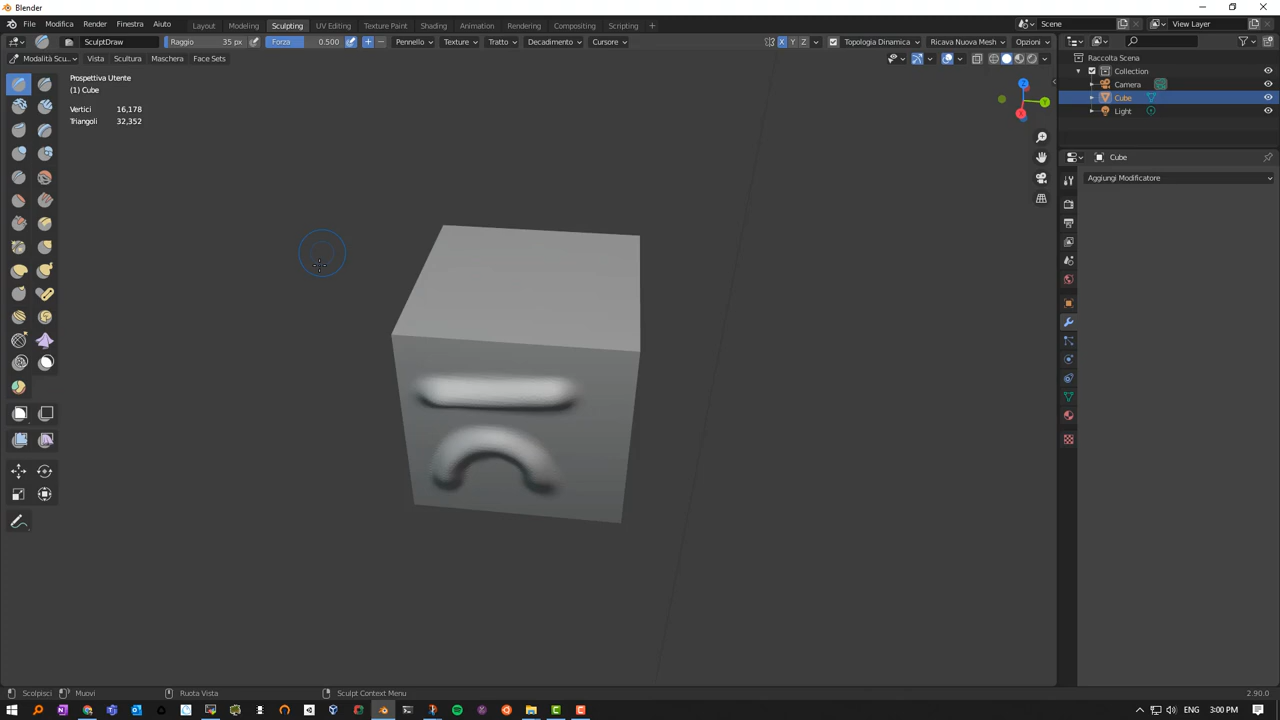 Blender
File Modifica Render Finestra Aiuto Layout Modeling Sculpting UV Editing Texture Paint Shading Animation Rendering Compositing Scripting + Scene View Layer
SculptDraw Raggio 35 px Forza 0.500 + − Pennello Texture Tratto Decadimento Cursore X Y Z Topologia Dinamica Ricava Nuova Mesh Opzioni
Modalità Scu... Vista Scultura Maschera Face Sets
Raccolta Scena
Collection
Camera
Cube
Light
Prospettiva Utente
(1) Cube
Vertici 16,178
Triangoli 32,352
Z
Y
X
Cube
Aggiungi Modificatore
Scolpisci Muovi Ruota Vista Sculpt Context Menu 2.90.0
ENG 3:00 PM